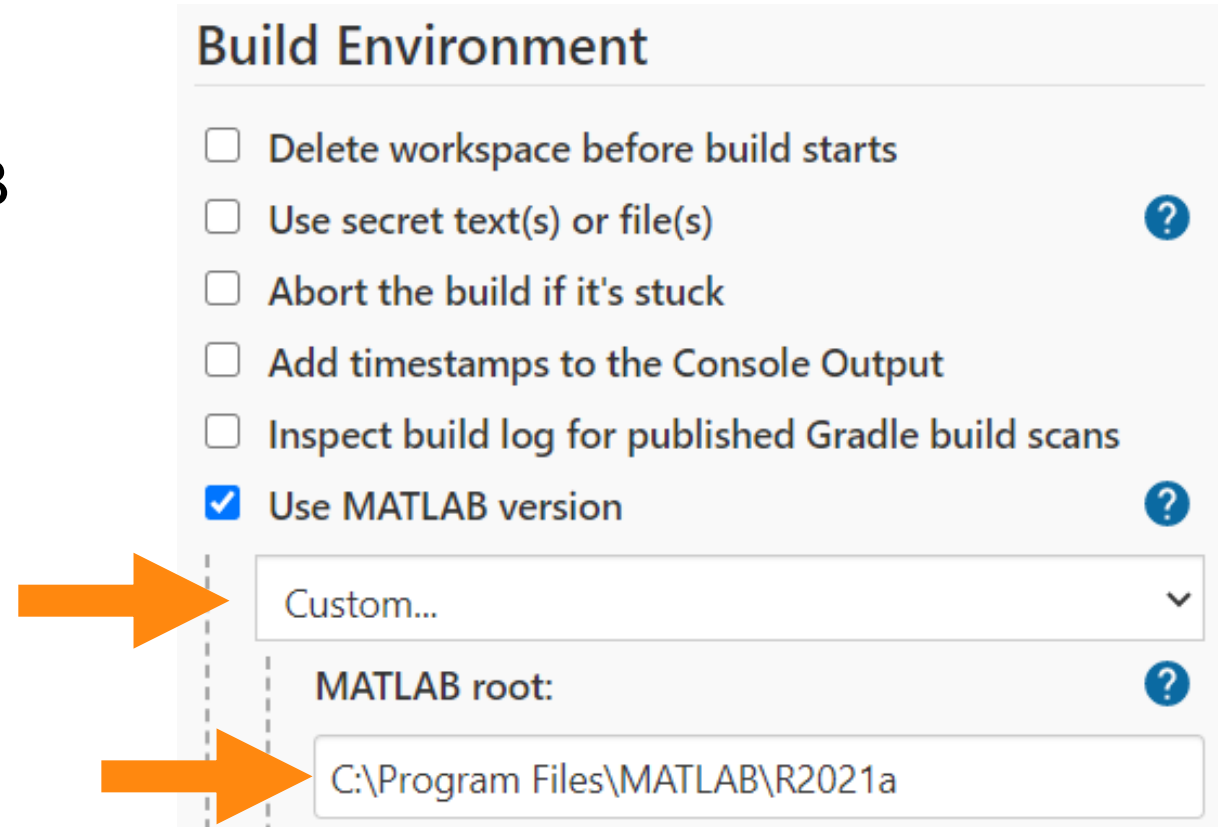 Build Environment
Delete workspace before build starts
B
Use secret text(s) or file(s)
?
Abort the build if it's stuck
Add timestamps to the Console Output
Inspect build log for published Gradle build scans
Use MATLAB version
?
Custom...
MATLAB root:
?
C:\Program Files\MATLAB\R2021a